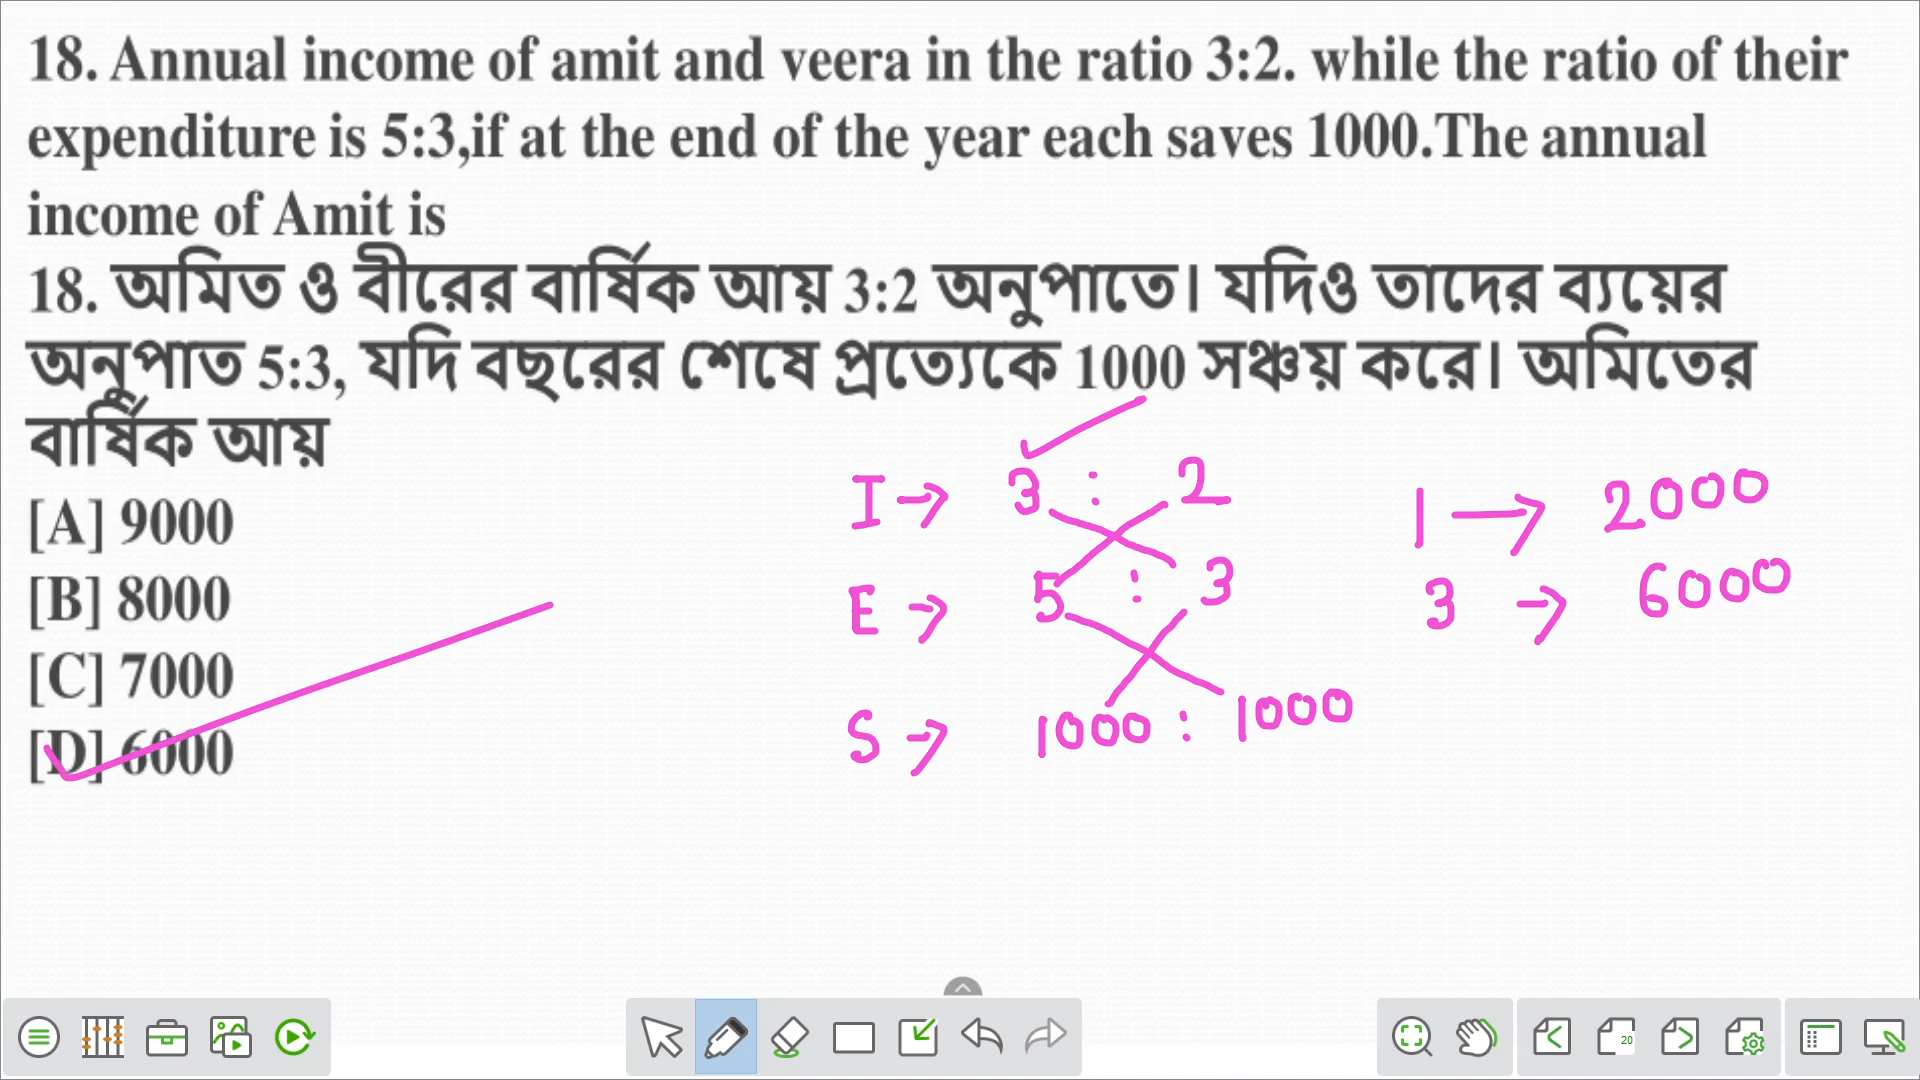 18. Annual income of amit and veera in the ratio 3:2. while the ratio of their
expenditure is 5:3,if at the end of the year each saves 1000.The annual
income of Amit is
18. অমিত ও বীরের বার্ষিক আয় 3:2 অনুপাতে। যদিও তাদের ব্যয়ের
অনুপাত 5:3, যদি বছরের শেষে প্রত্যেকে 1000 সঞ্চয় করে। অমিতের
বার্ষিক আয়
[A] 9000
[B] 8000
[C] 7000
[D] 6000
I → 3 : 2
E → 5 : 3
S → 1000 : 1000
1 → 2000
3 → 6000
20